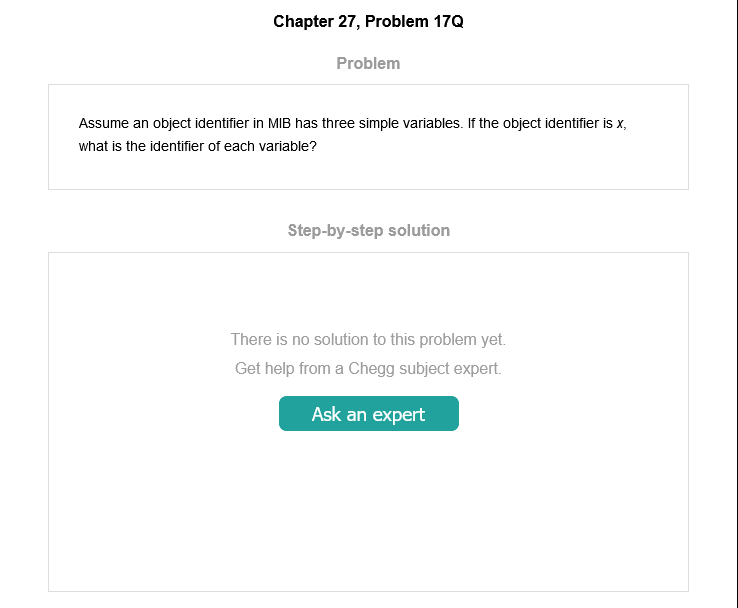 Chapter 27, Problem 17Q
Problem
Assume an object identifier in MIB has three simple variables. If the object identifier is x,
what is the identifier of each variable?
Step-by-step solution
There is no solution to this problem yet.
Get help from a Chegg subject expert.
Ask an expert